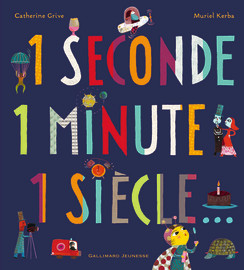 Catherine Grive Muriel Kerba
1 SECONDE
1 MINUTE
1 SIÈCLE...
GALLIMARD JEUNESSE